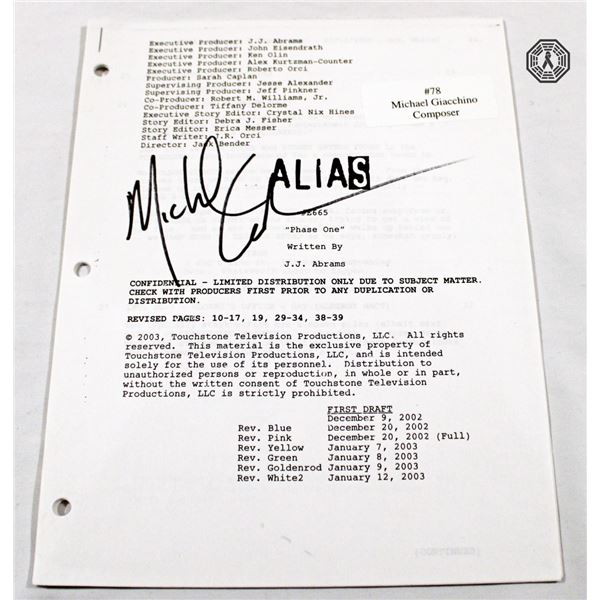 Executive Producer: J.J. Abrams
Executive Producer: John Eisendrath
Executive Producer: Ken Olin
Executive Producer: Alex Kurtzman-Counter
Executive Producer: Roberto Orci
Producer: Sarah Caplan
Supervising Producer: Jesse Alexander
Supervising Producer: Jeff Pinkner
Co-Producer: Robert M. Williams, Jr.
Co-Producer: Tiffany Delorme
Executive Story Editor: Crystal Nix Hines
Story Editor: Debra J. Fisher
Story Editor: Erica Messer
Staff Writer: J.R. Orci
Director: Jack Bender
#78
Michael Giacchino
Composer
ALIAS
E665
"Phase One"
Written By
J.J. Abrams
CONFIDENTIAL - LIMITED DISTRIBUTION ONLY DUE TO SUBJECT MATTER.
CHECK WITH PRODUCERS FIRST PRIOR TO ANY DUPLICATION OR
DISTRIBUTION.
REVISED PAGES: 10-17, 19, 29-34, 38-39
© 2003, Touchstone Television Productions, LLC. All rights
reserved. This material is the exclusive property of
Touchstone Television Productions, LLC, and is intended
solely for the use of its personnel. Distribution to
unauthorized persons or reproduction, in whole or in part,
without the written consent of Touchstone Television
Productions, LLC is strictly prohibited.
FIRST DRAFT
December 9, 2002
Rev. Blue December 20, 2002
Rev. Pink December 20, 2002 (Full)
Rev. Yellow January 7, 2003
Rev. Green January 8, 2003
Rev. Goldenrod January 9, 2003
Rev. White2 January 12, 2003